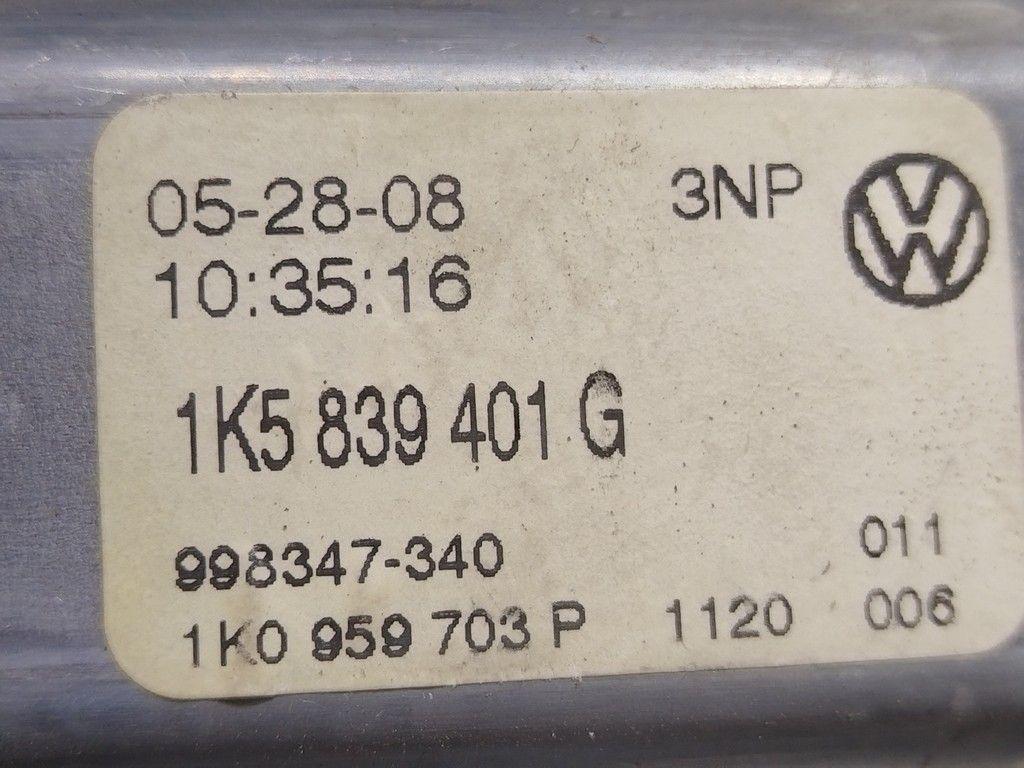 05-28-08 3NP
10:35:16
1K5 839 401 G
998347-340 011
1K0 959 703 P 1120 006